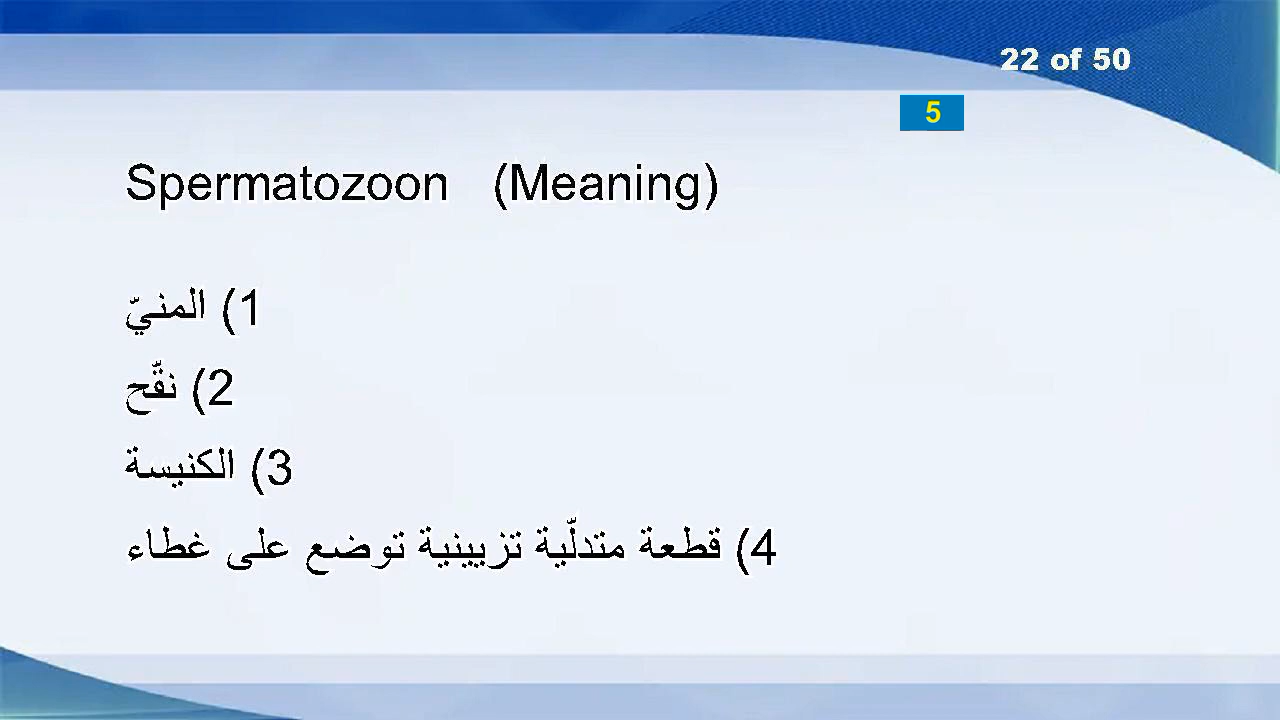 22 of 50
5
Spermatozoon (Meaning)
1) المنيّ
2) نقّح
3) الكنيسة
4) قطعة متدلّية تزيينية توضع على غطاء